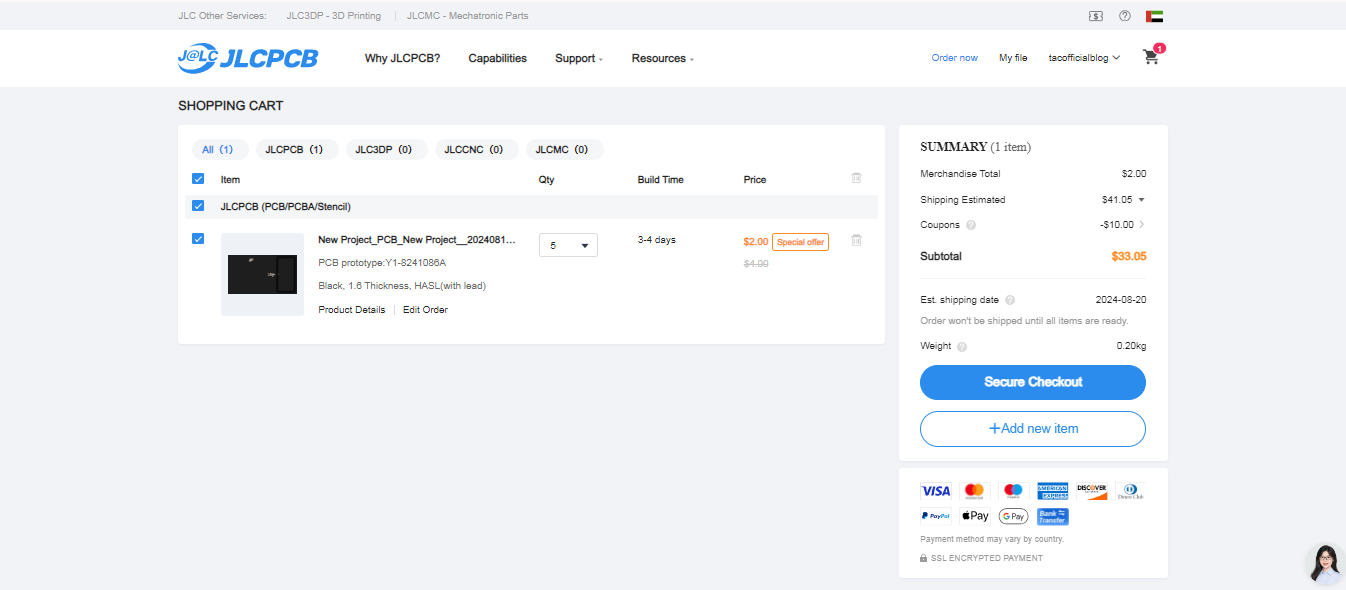 JLC Other Services: JLC3DP - 3D Printing JLCMC - Mechatronic Parts
J@LC JLCPCB Why JLCPCB? Capabilities Support Resources Order now My file tacofficialblog 1
SHOPPING CART
All (1) JLCPCB (1) JLC3DP (0) JLCCNC (0) JLCMC (0)
Item Qty Build Time Price
JLCPCB (PCB/PCBA/Stencil)
New Project_PCB_New Project__2024081... 5 3-4 days $2.00 Special offer
PCB prototype:Y1-8241086A $4.00
Black, 1.6 Thickness, HASL(with lead)
Product Details Edit Order
SUMMARY (1 item)
Merchandise Total $2.00
Shipping Estimated $41.05
Coupons ? -$10.00
Subtotal $33.05
Est. shipping date ? 2024-08-20
Order won't be shipped until all items are ready.
Weight ? 0.20kg
Secure Checkout
+Add new item
VISA AMERICAN EXPRESS DISCOVER Diners Club
PayPal Pay G Pay Bank Transfer
Payment method may vary by country.
SSL ENCRYPTED PAYMENT